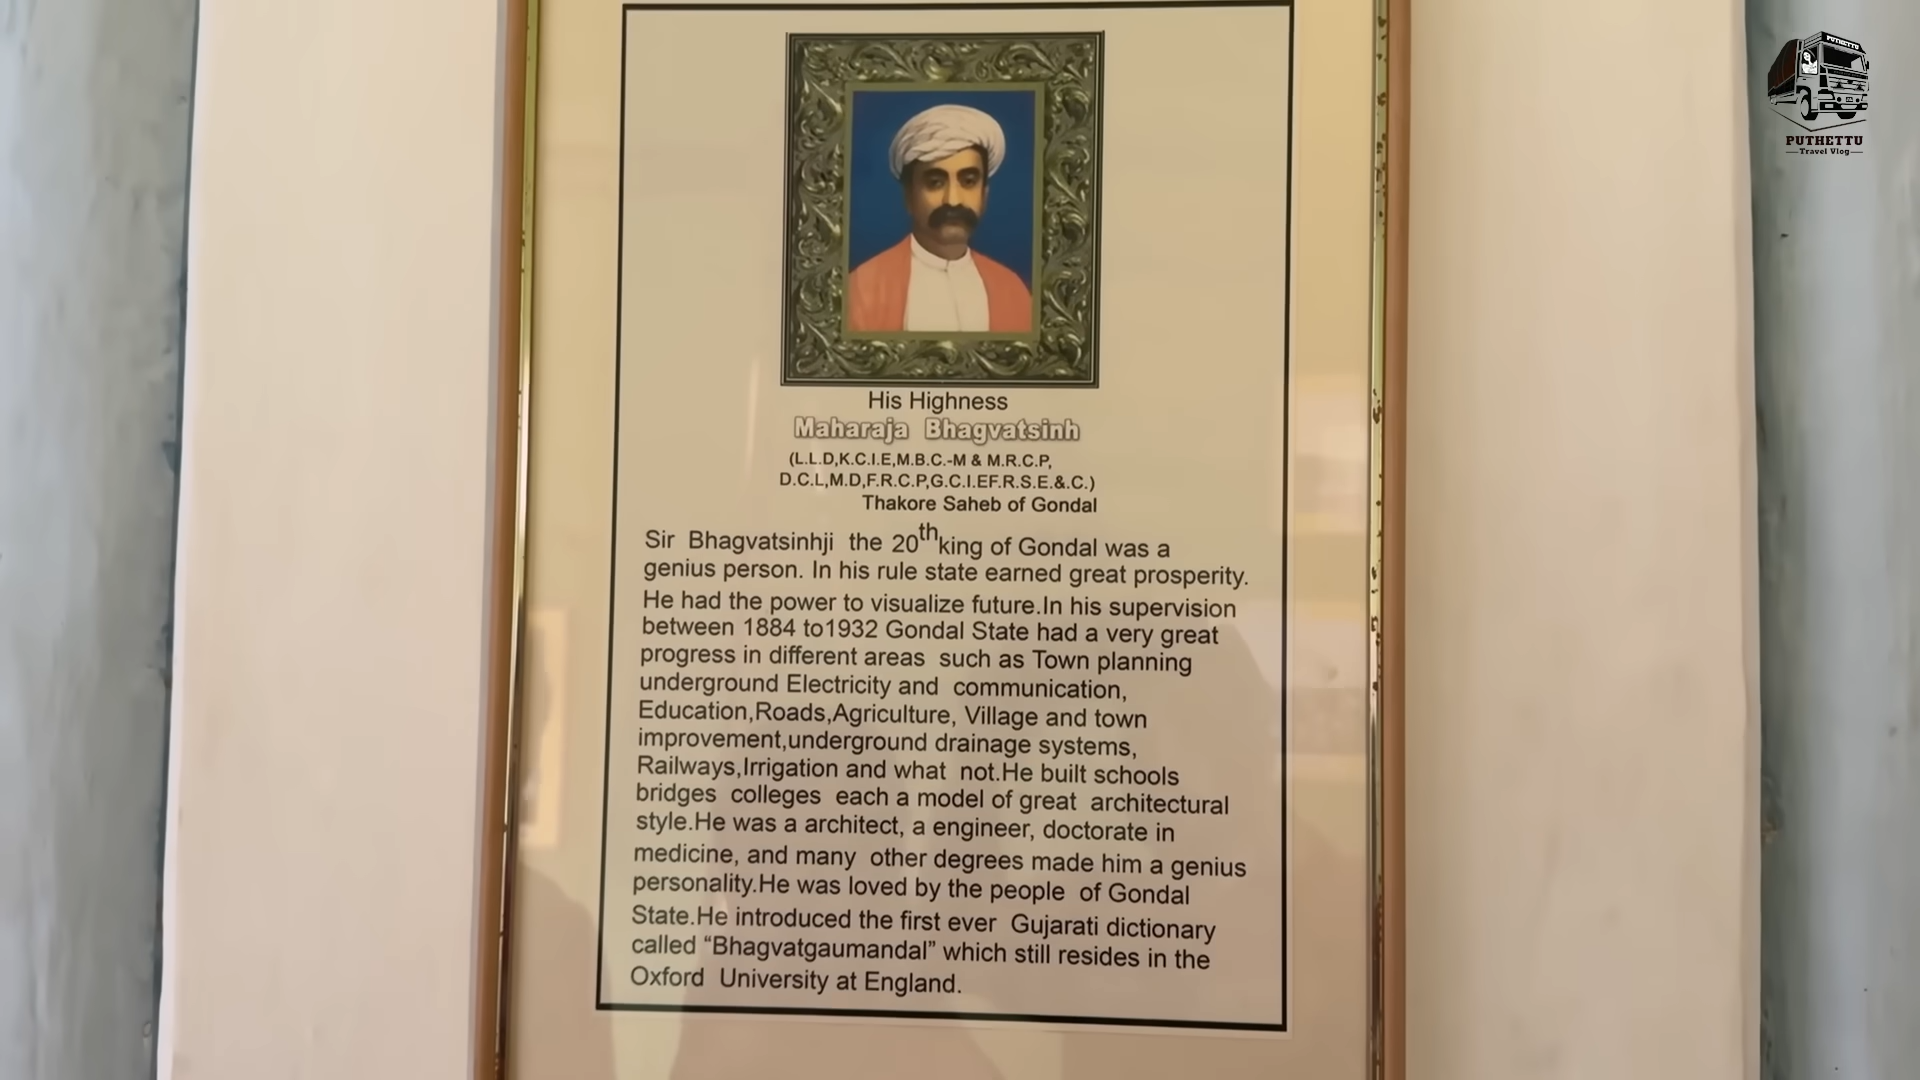 PUTHETTU
PUTHETTU
Travel Vlog
His Highness
Maharaja Bhagvatsinh
(L.L.D,K.C.I.E,M.B.C.-M & M.R.C.P,
D.C.L,M.D,F.R.C.P,G.C.I.EF.R.S.E.&.C.)
Thakore Saheb of Gondal
Sir Bhagvatsinhji the 20th king of Gondal was a
genius person. In his rule state earned great prosperity.
He had the power to visualize future.In his supervision
between 1884 to1932 Gondal State had a very great
progress in different areas such as Town planning
underground Electricity and communication,
Education,Roads,Agriculture, Village and town
improvement,underground drainage systems,
Railways,Irrigation and what not.He built schools
bridges colleges each a model of great architectural
style.He was a architect, a engineer, doctorate in
medicine, and many other degrees made him a genius
personality.He was loved by the people of Gondal
State.He introduced the first ever Gujarati dictionary
called “Bhagvatgaumandal” which still resides in the
Oxford University at England.